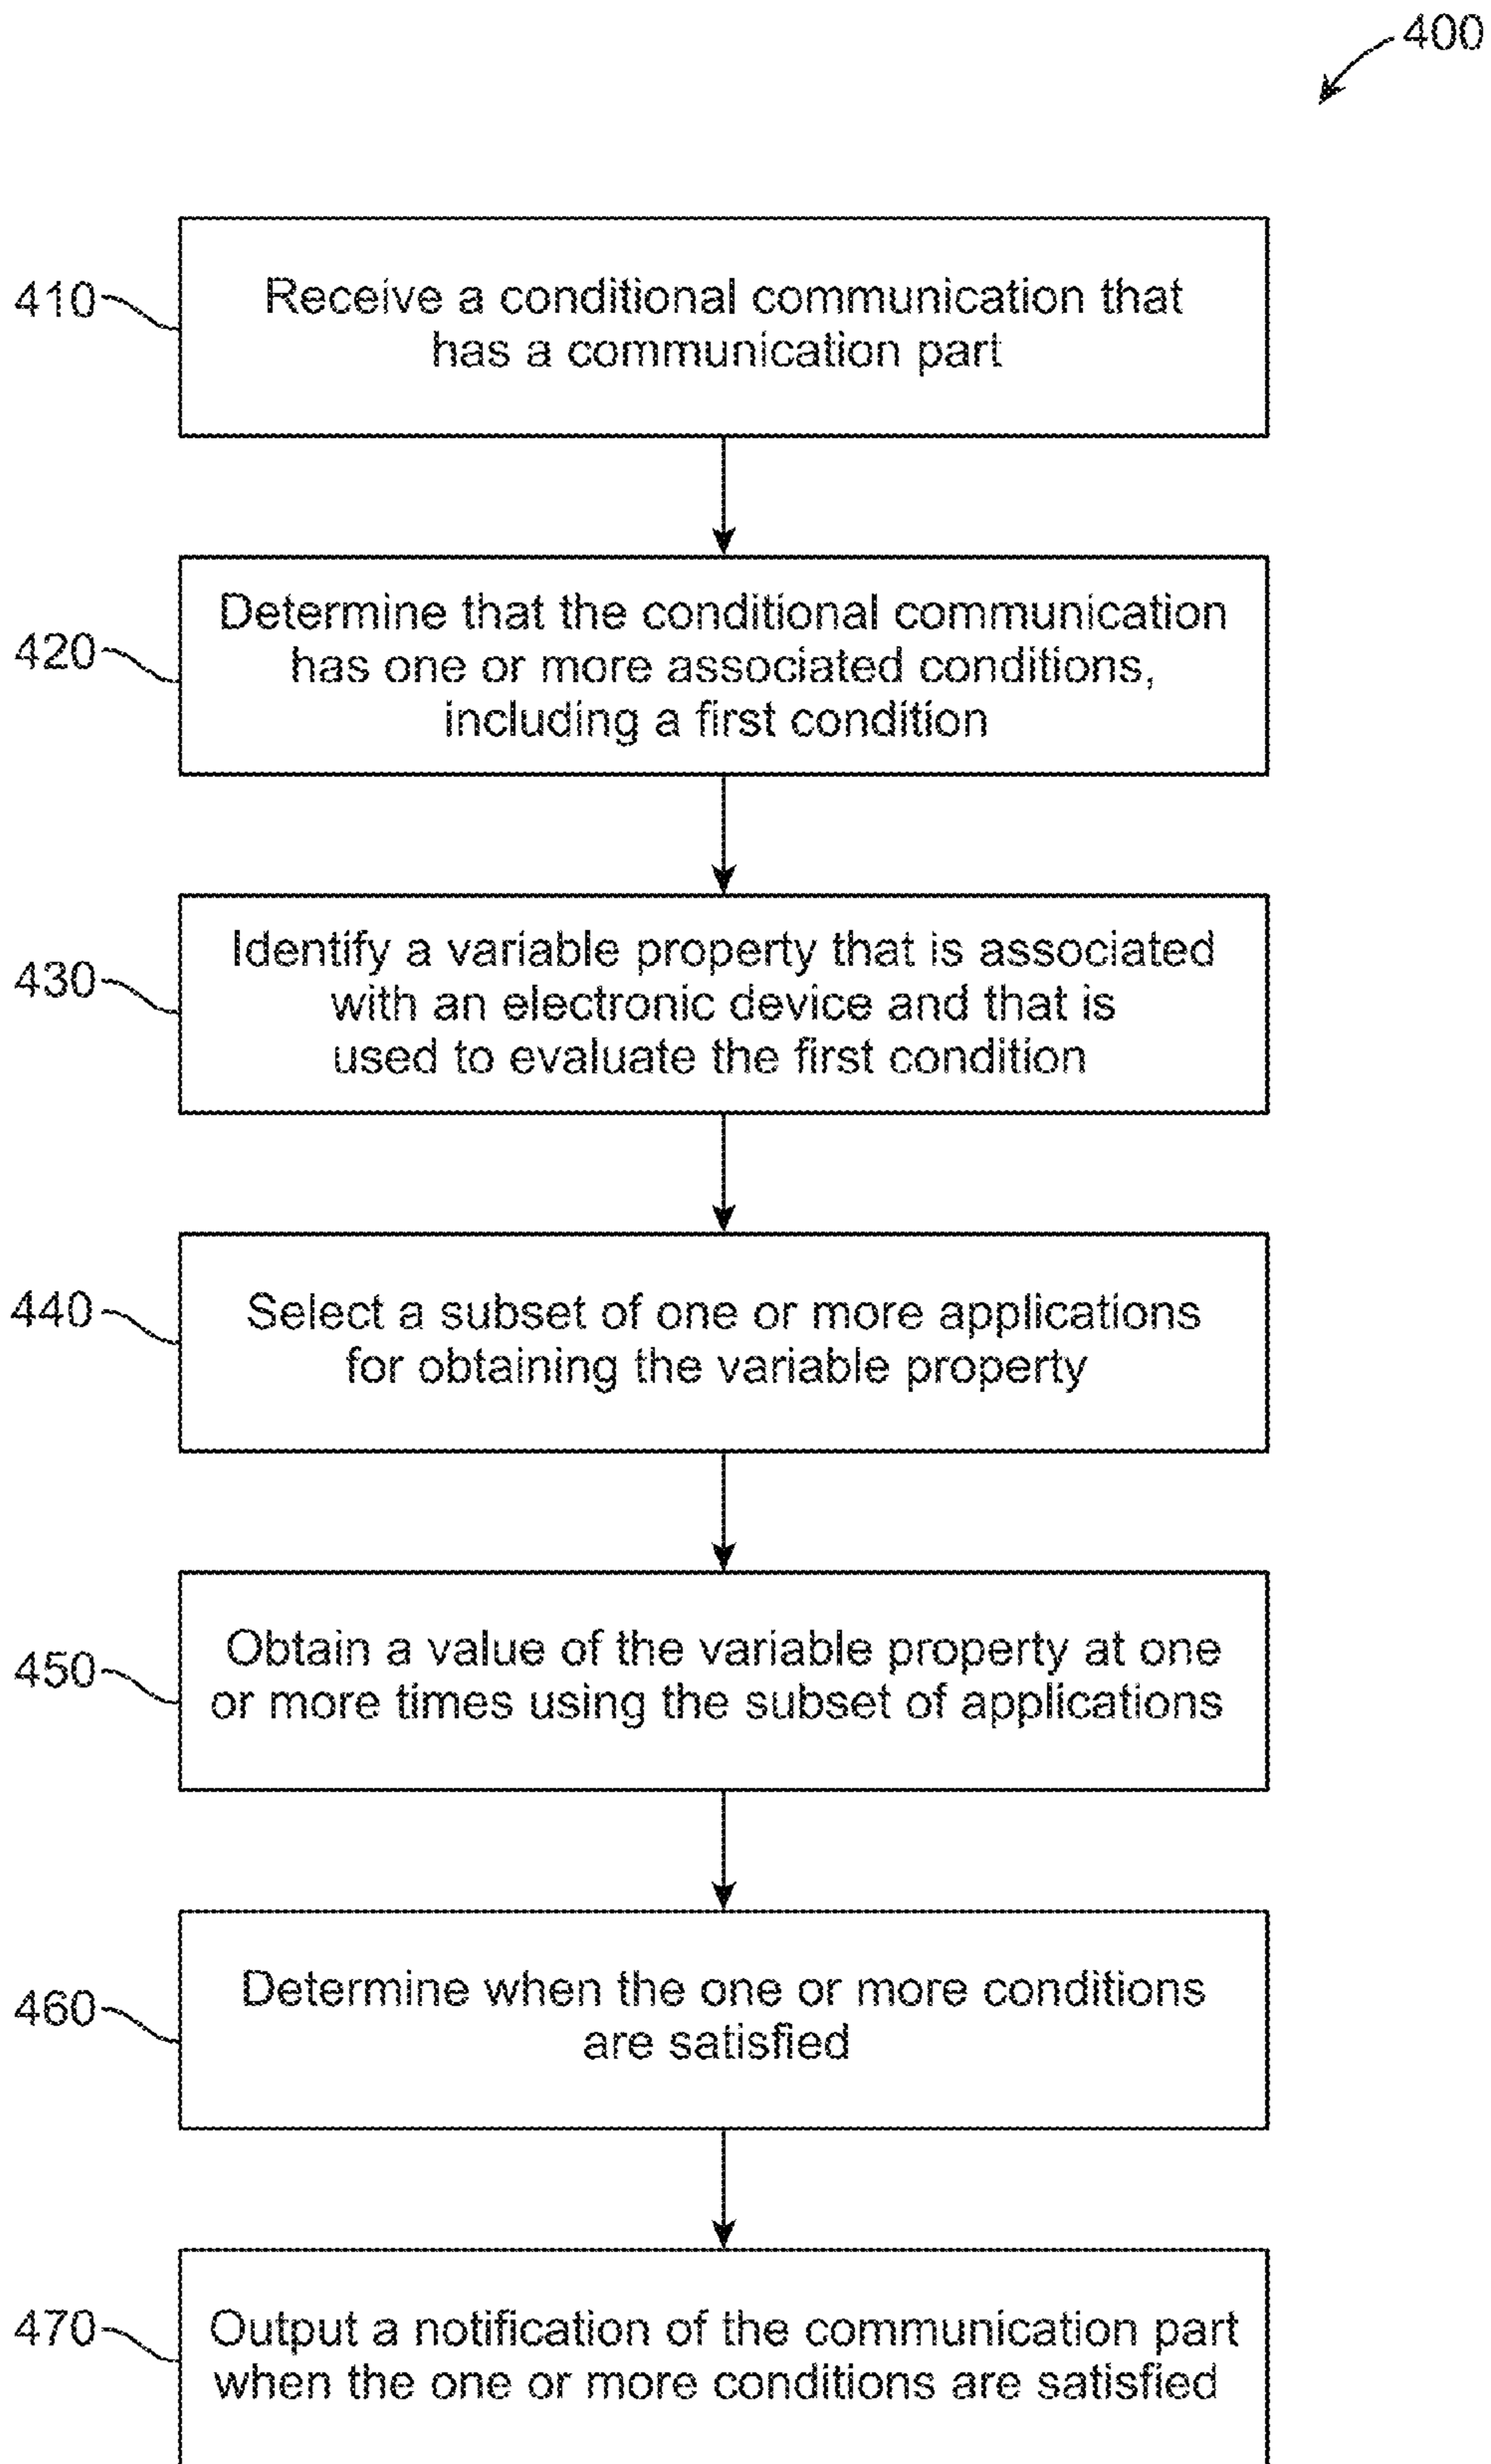 400
410
Receive a conditional communication that
has a communication part
420
Determine that the conditional communication
has one or more associated conditions,
including a first condition
430
Identify a variable property that is associated
with an electronic device and that is
used to evaluate the first condition
440
Select a subset of one or more applications
for obtaining the variable property
450
Obtain a value of the variable property at one
or more times using the subset of applications
460
Determine when the one or more conditions
are satisfied
470
Output a notification of the communication part
when the one or more conditions are satisfied